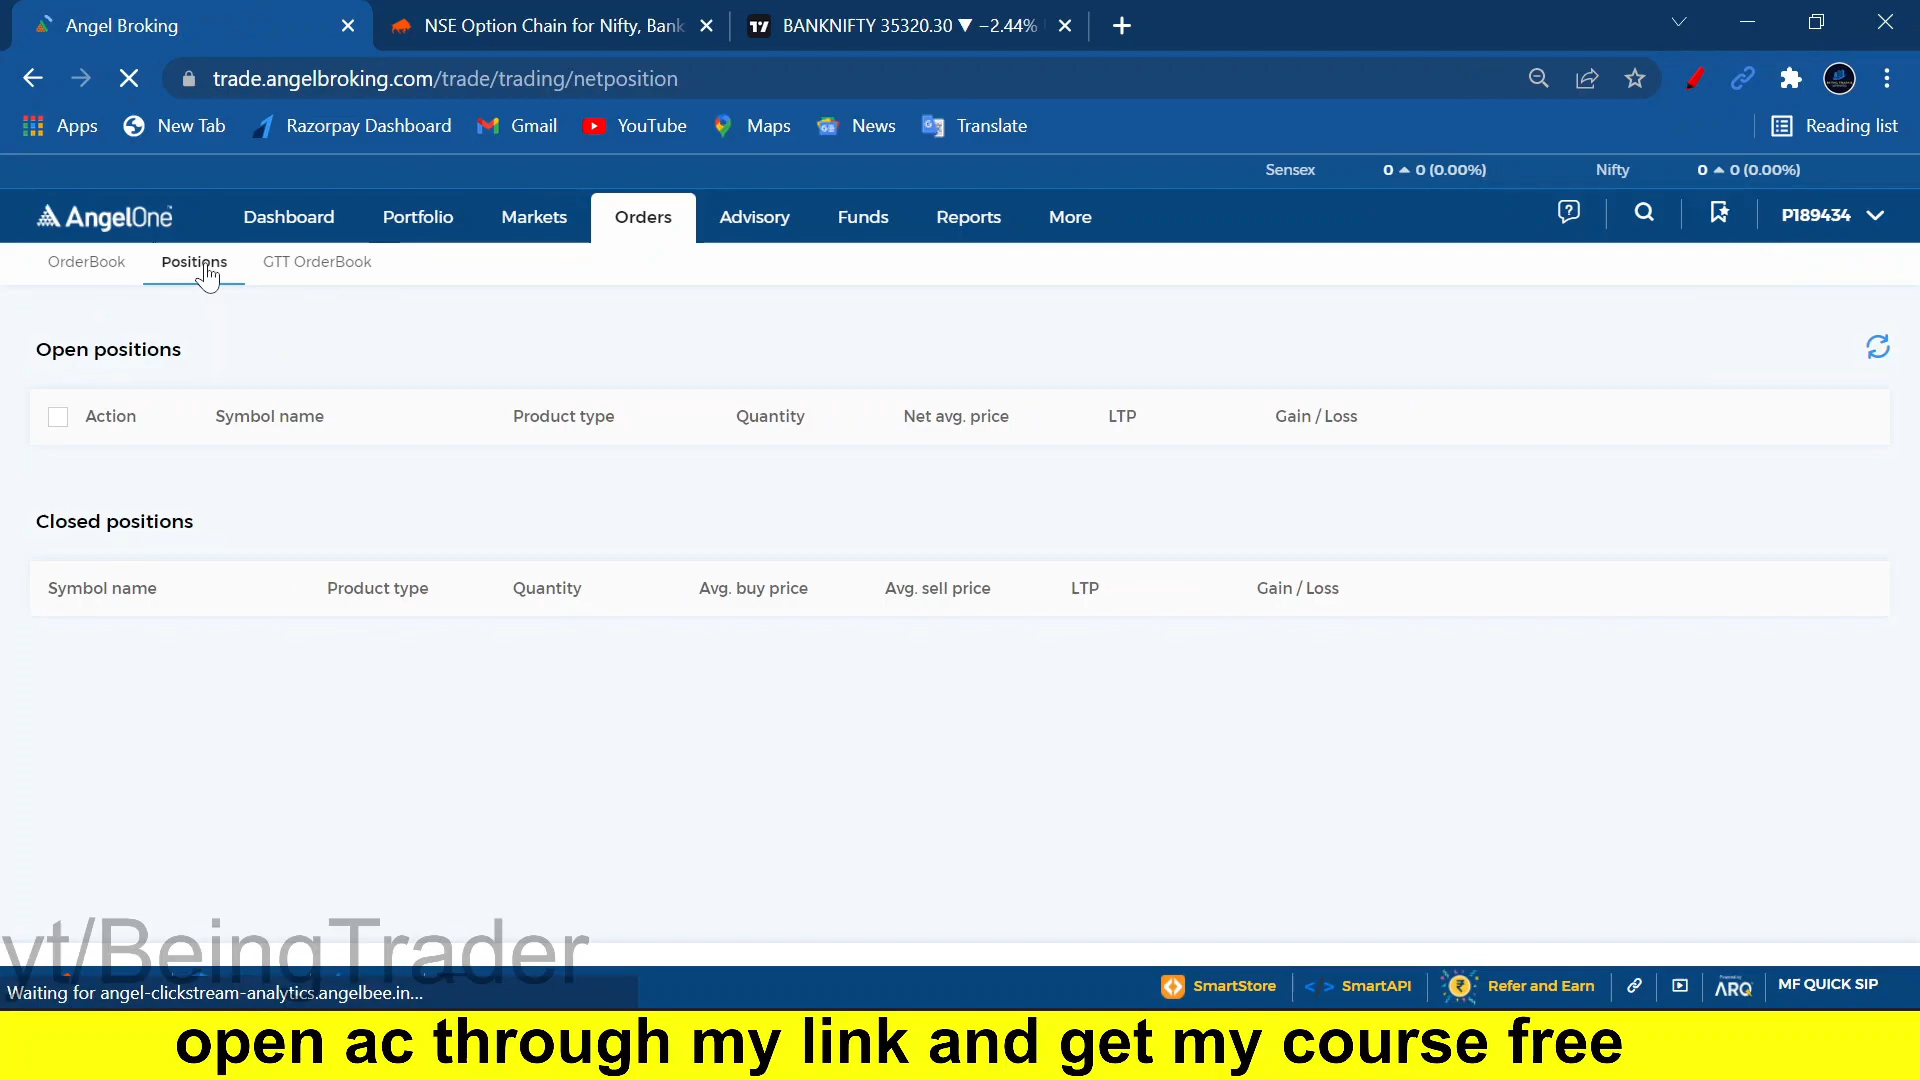 Angel Broking
NSE Option Chain for Nifty, Bank
BANKNIFTY 35320.30 ▼ −2.44%
trade.angelbroking.com/trade/trading/netposition
Apps New Tab Razorpay Dashboard Gmail YouTube Maps News Translate Reading list
Sensex 0 0 (0.00%) Nifty 0 0 (0.00%)
AngelOne Dashboard Portfolio Markets Orders Advisory Funds Reports More P189434
OrderBook Positions GTT OrderBook
Open positions
Action Symbol name Product type Quantity Net avg. price LTP Gain / Loss
Closed positions
Symbol name Product type Quantity Avg. buy price Avg. sell price LTP Gain / Loss
yt/BeingTrader
Waiting for angel-clickstream-analytics.angelbee.in...
SmartStore < > SmartAPI Refer and Earn Powered by ARQ MF QUICK SIP
open ac through my link and get my course free